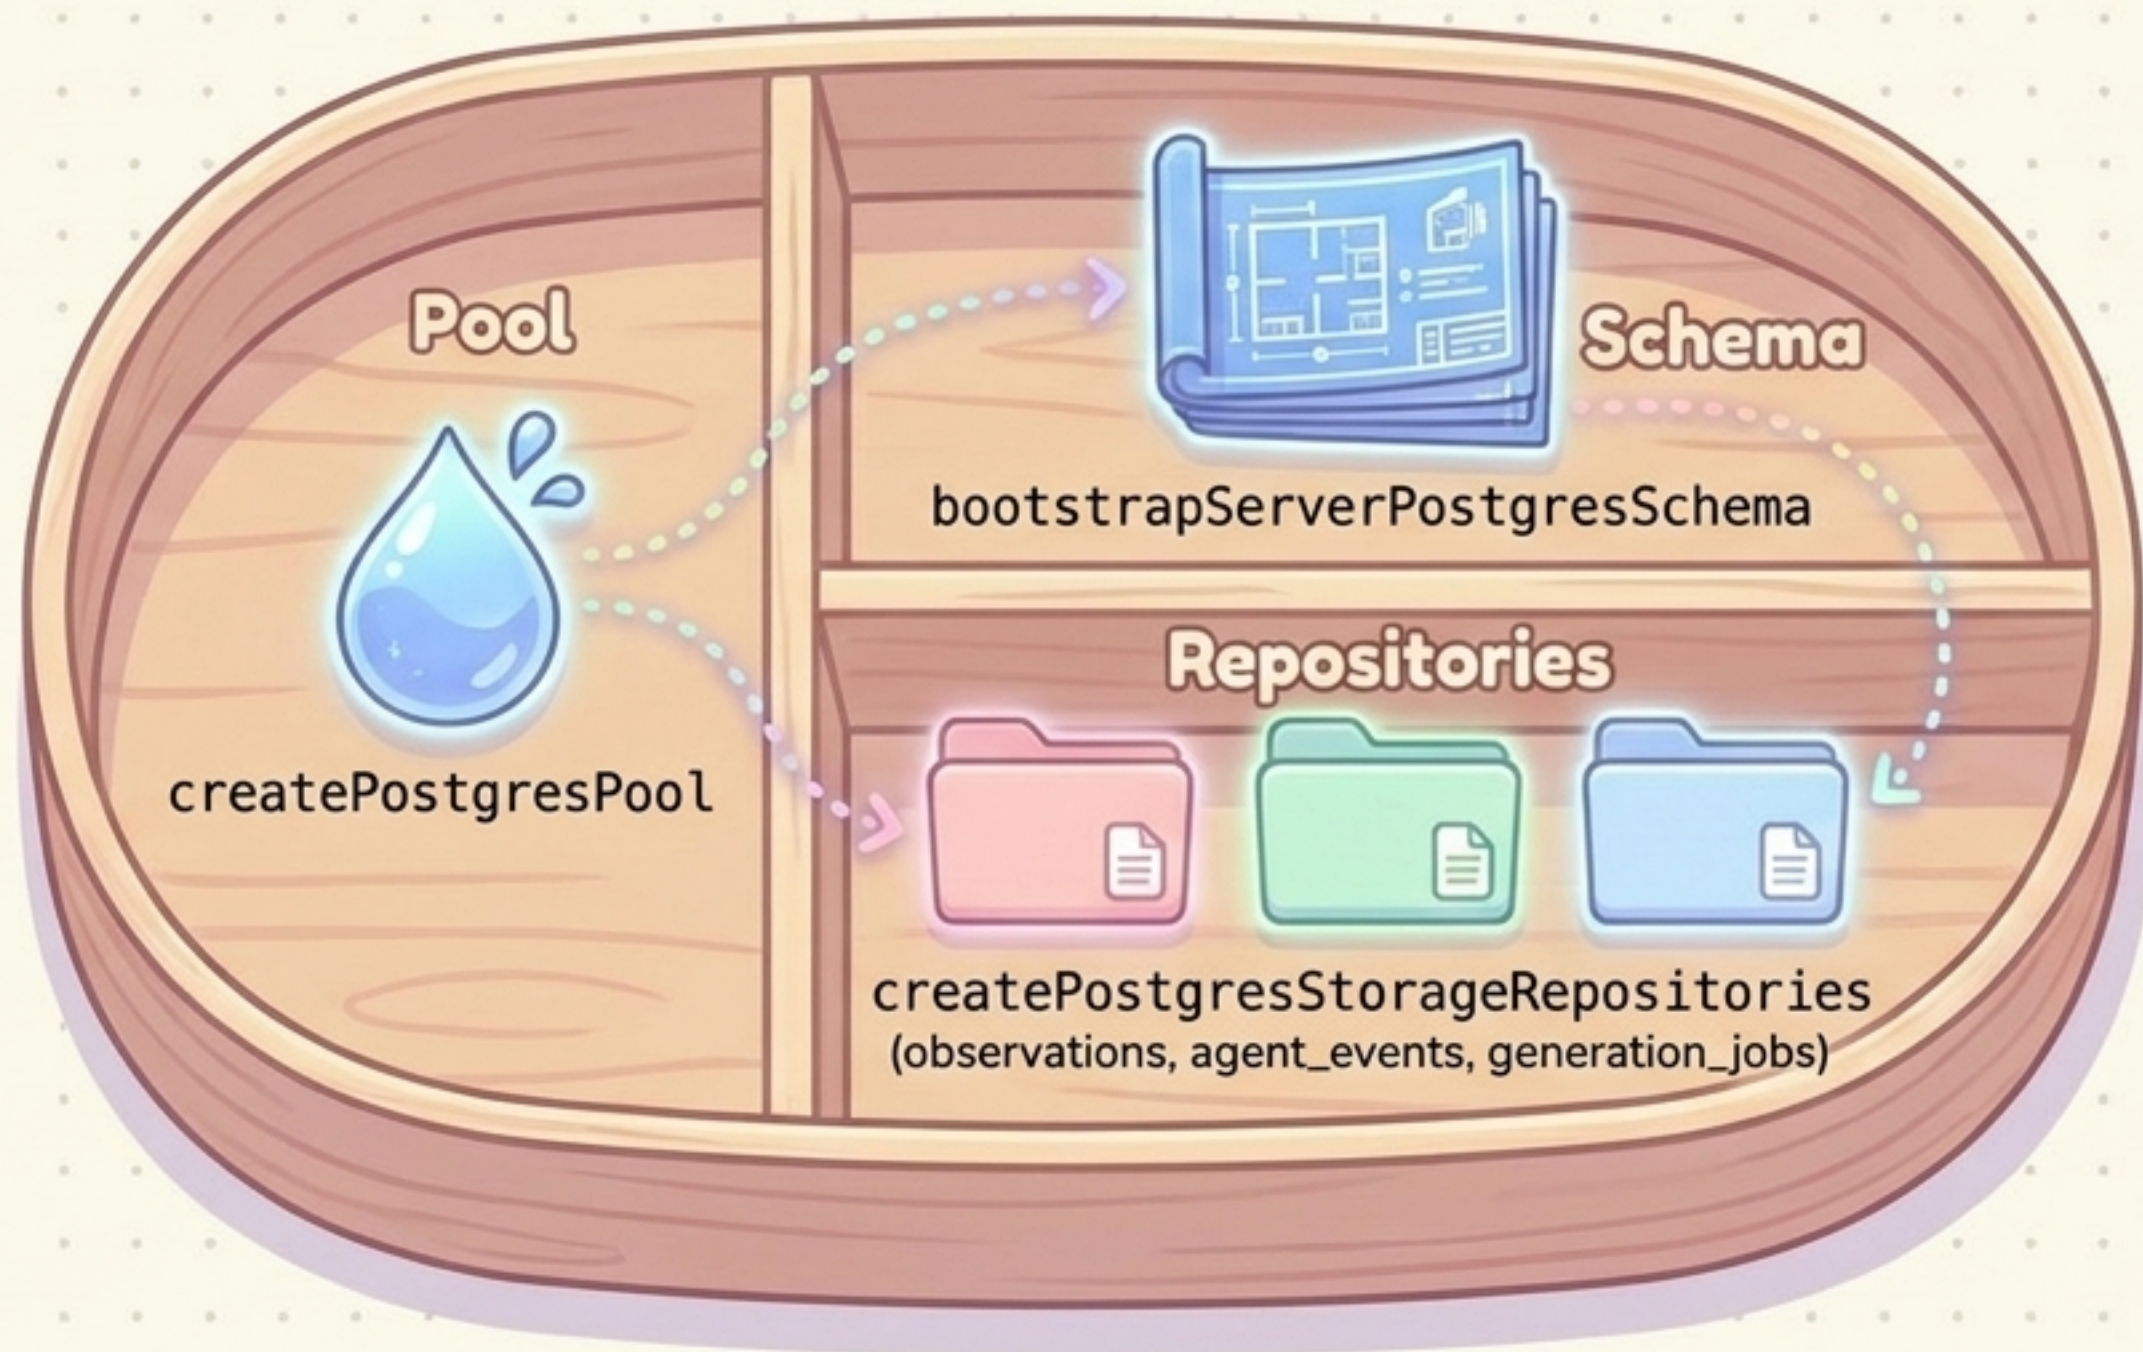 Pool
createPostgresPool
Schema
bootstrapServerPostgresSchema
Repositories
createPostgresStorageRepositories
(observations, agent_events, generation_jobs)